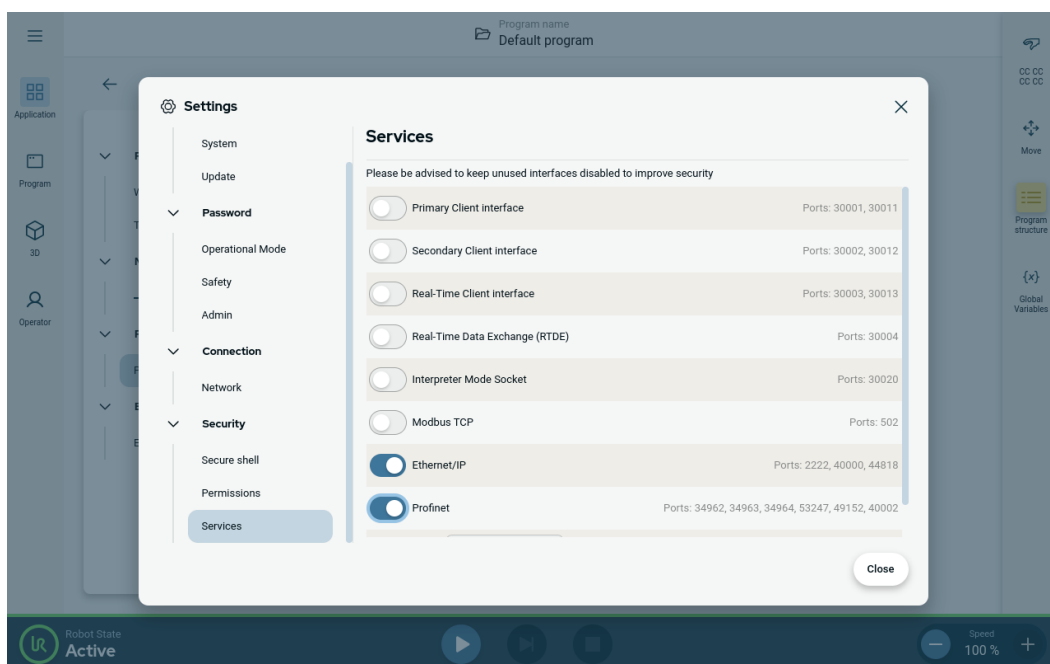 Program name
Default program
Application
Program
3D
Operator
Settings
System
Update
Password
Operational Mode
Safety
Admin
Connection
Network
Security
Secure shell
Permissions
Services
Services
Please be advised to keep unused interfaces disabled to improve security
Primary Client interface Ports: 30001, 30011
Secondary Client interface Ports: 30002, 30012
Real-Time Client interface Ports: 30003, 30013
Real-Time Data Exchange (RTDE) Ports: 30004
Interpreter Mode Socket Ports: 30020
Modbus TCP Ports: 502
Ethernet/IP Ports: 2222, 40000, 44818
Profinet Ports: 34962, 34963, 34964, 53247, 49152, 40002
Close
CC CC
CC CC
Move
Program
structure
{x}
Global
Variables
UR
Robot State
Active
Speed
100 %